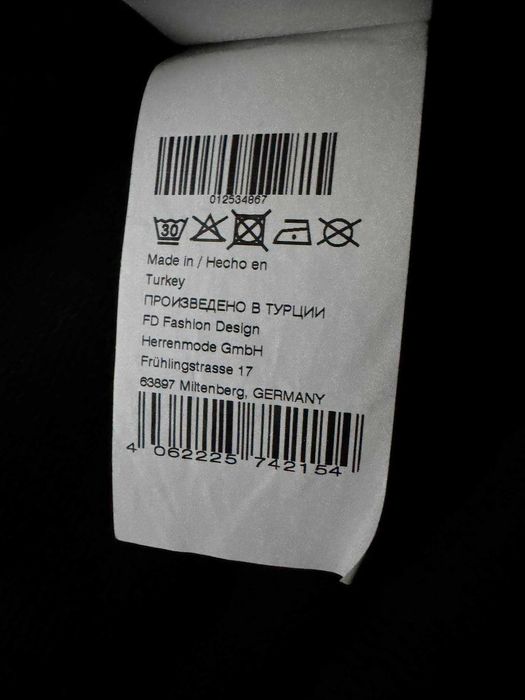 012534867
30
Made in / Hecho en
Turkey
ПРОИЗВЕДЕНО В ТУРЦИИ
FD Fashion Design
Herrenmode GmbH
Frühlingstrasse 17
63897 Miltenberg, GERMANY
4 062225 742154